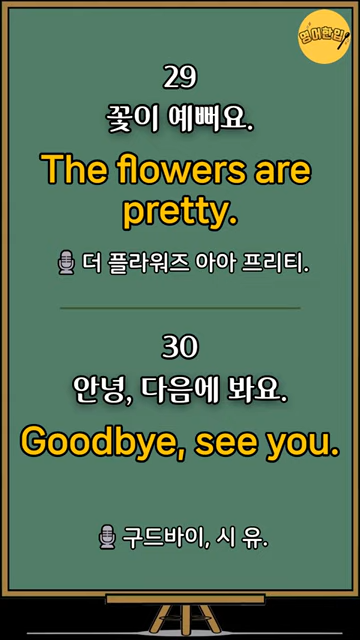 영어한입
29
꽃이 예뻐요.
The flowers are
pretty.
더 플라워즈 아아 프리티.
30
안녕, 다음에 봐요.
Goodbye, see you.
구드바이, 시 유.